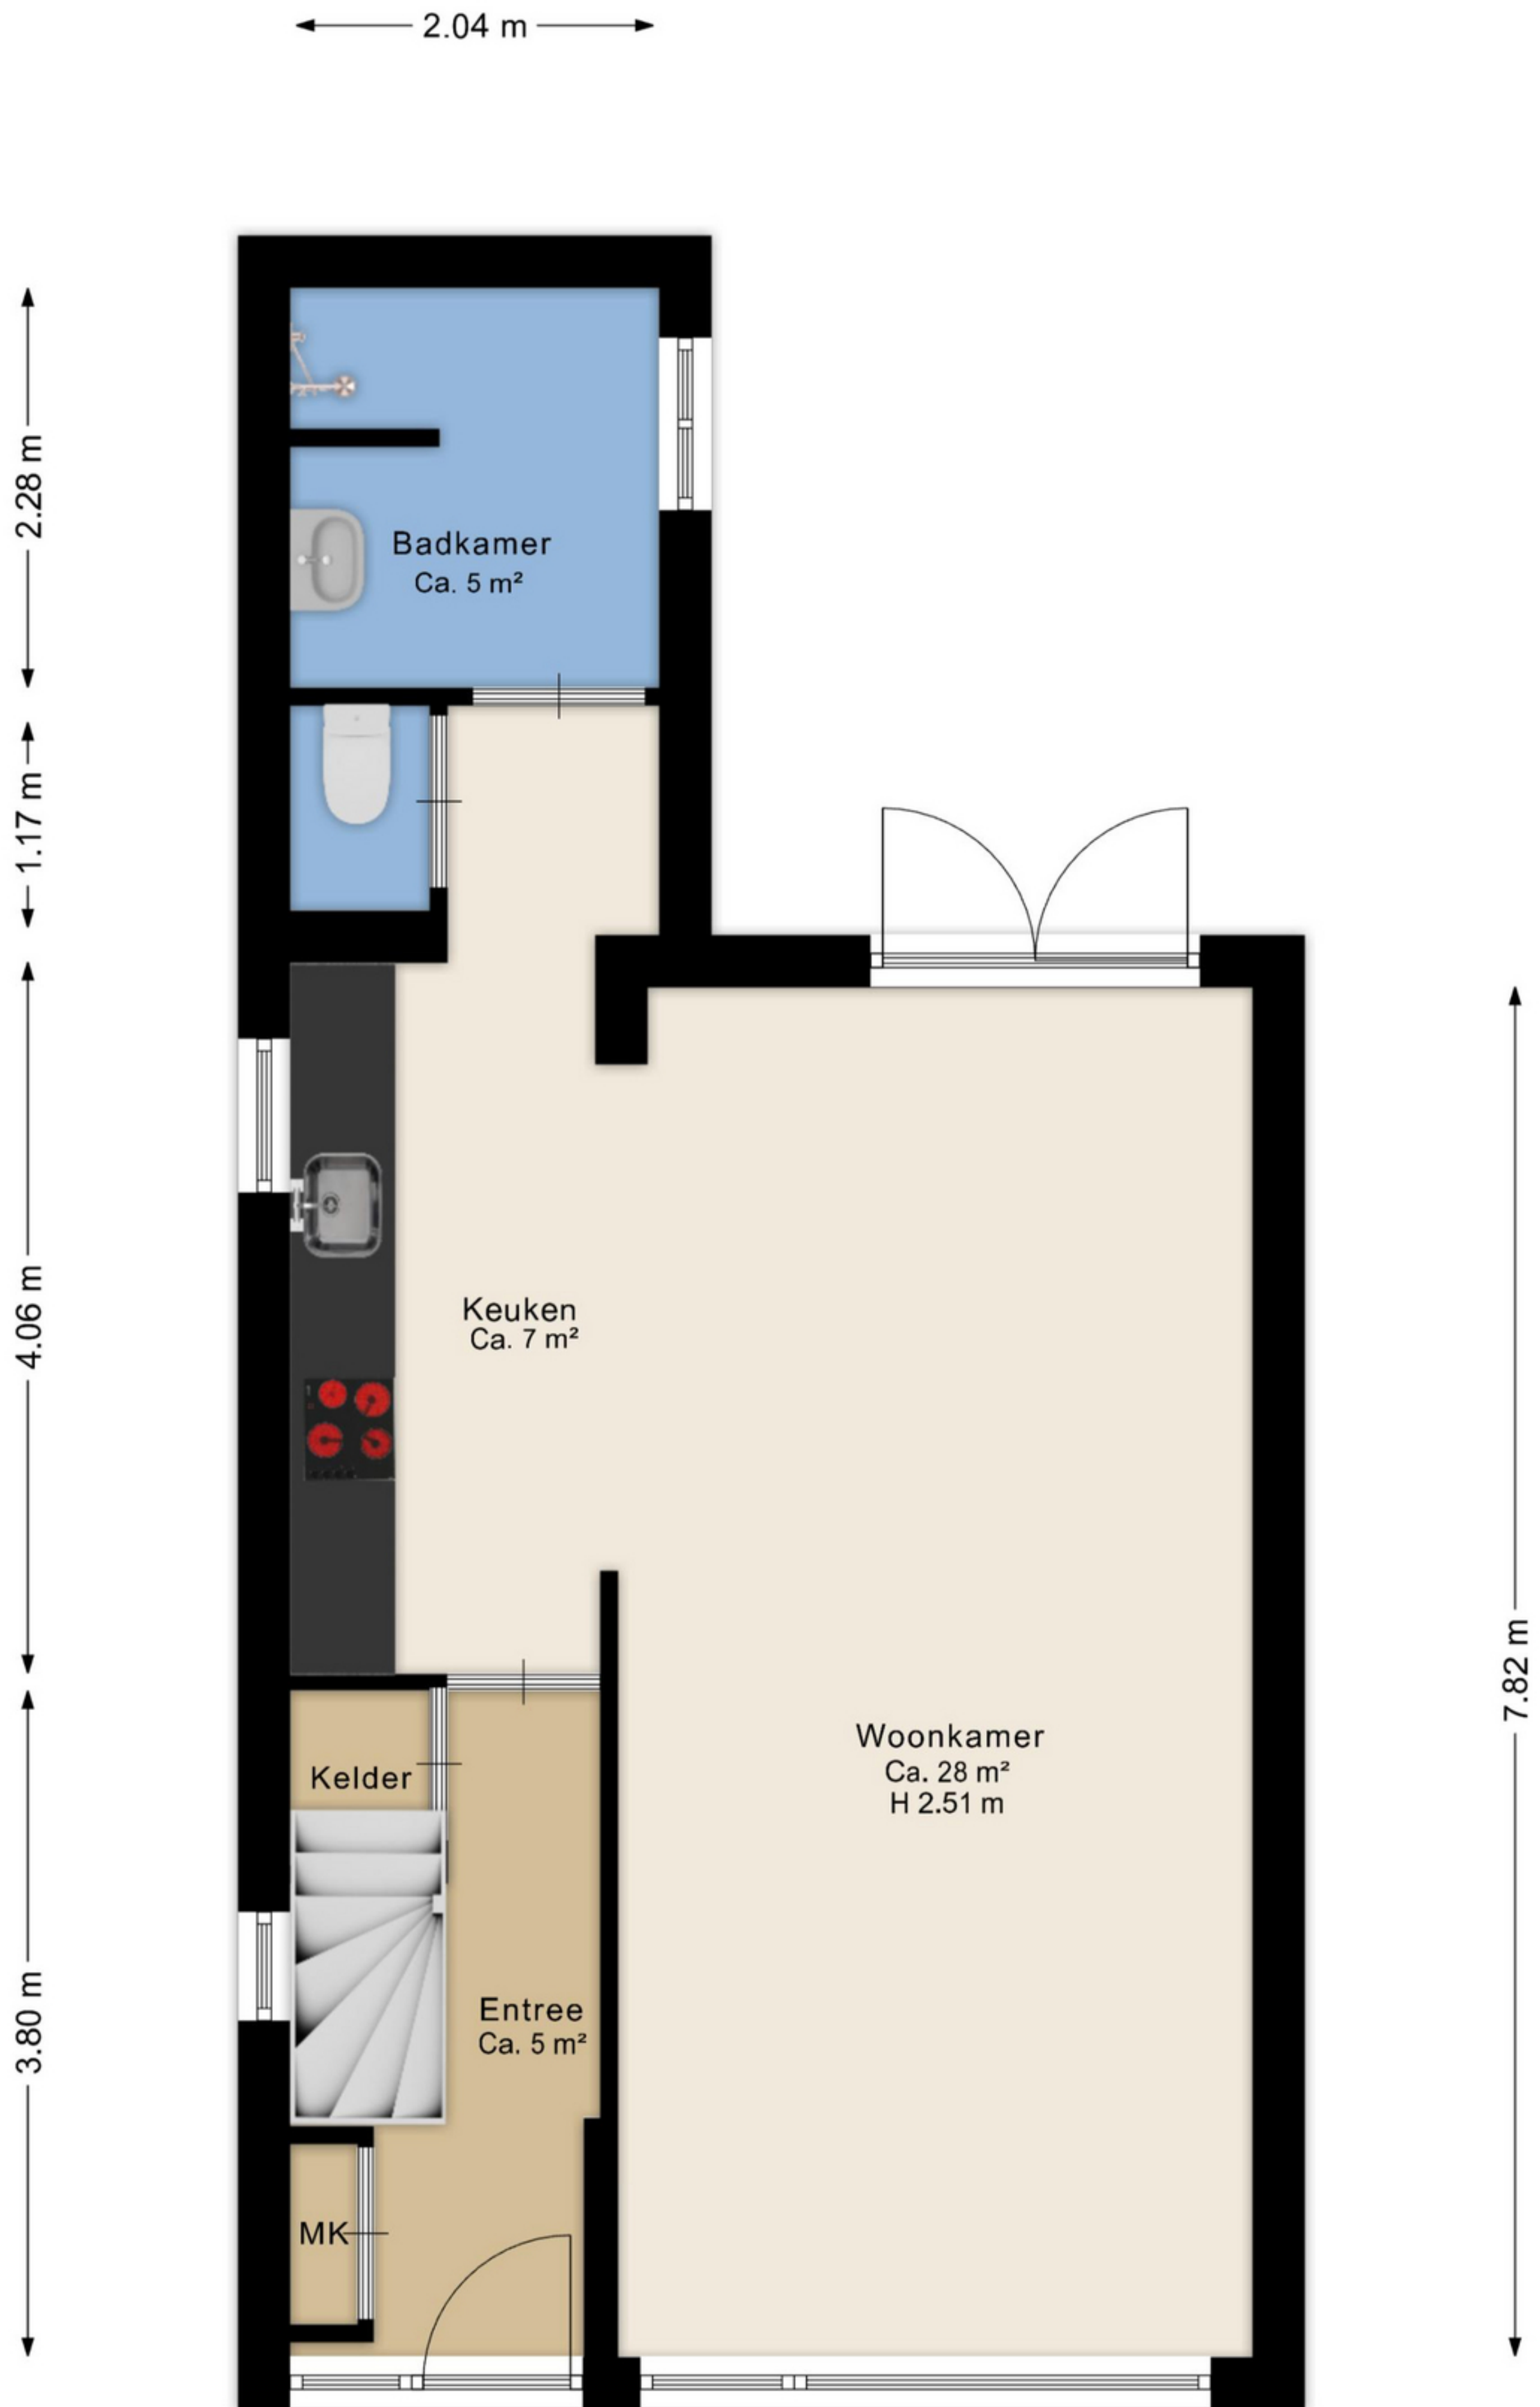 2.04 m
2.28 m
Badkamer
Ca. 5 m²
1.17 m
4.06 m
Keuken
Ca. 7 m²
7.82 m
Woonkamer
Ca. 28 m²
H 2.51 m
Kelder
3.80 m
Entree
Ca. 5 m²
MK